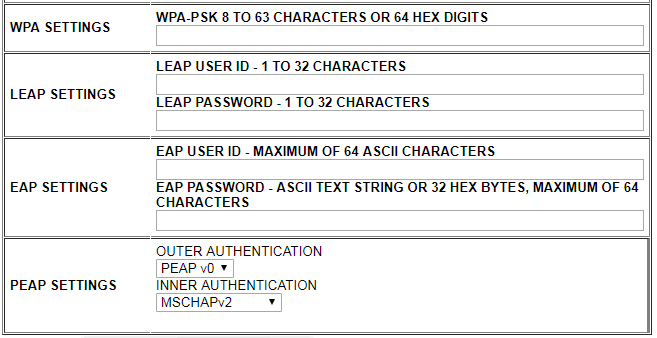 WPA SETTINGS
WPA-PSK 8 TO 63 CHARACTERS OR 64 HEX DIGITS
LEAP SETTINGS
LEAP USER ID - 1 TO 32 CHARACTERS
LEAP PASSWORD - 1 TO 32 CHARACTERS
EAP SETTINGS
EAP USER ID - MAXIMUM OF 64 ASCII CHARACTERS
EAP PASSWORD - ASCII TEXT STRING OR 32 HEX BYTES, MAXIMUM OF 64
CHARACTERS
PEAP SETTINGS
OUTER AUTHENTICATION
PEAP v0
INNER AUTHENTICATION
MSCHAPv2